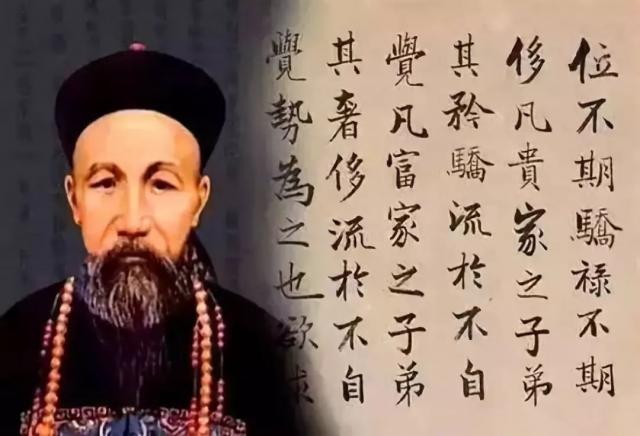 位不期驕禄不期
侈凡貴家之子弟
其矜驕流於不自
覺凡富家之子弟
其奢侈流於不自
覺勢為之也欲求